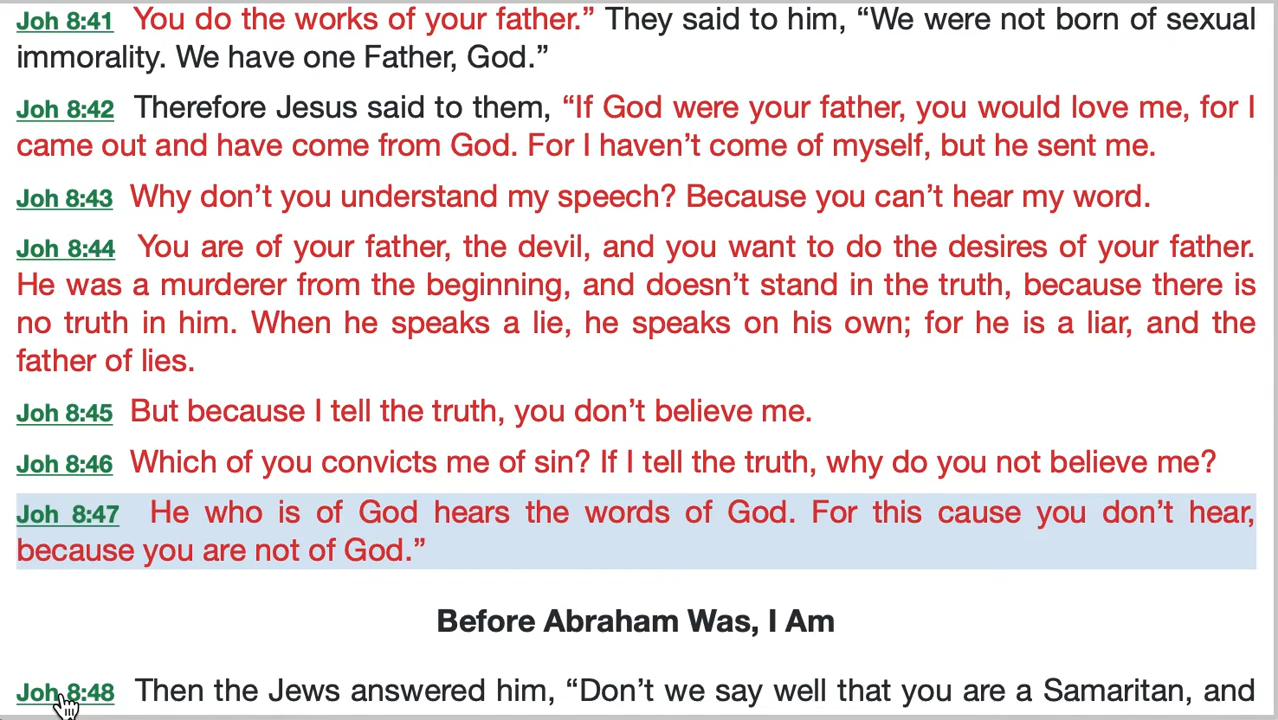 Joh 8:41 You do the works of your father.” They said to him, “We were not born of sexual
immorality. We have one Father, God.”
Joh 8:42 Therefore Jesus said to them, “If God were your father, you would love me, for I
came out and have come from God. For I haven’t come of myself, but he sent me.
Joh 8:43 Why don’t you understand my speech? Because you can’t hear my word.
Joh 8:44 You are of your father, the devil, and you want to do the desires of your father.
He was a murderer from the beginning, and doesn’t stand in the truth, because there is
no truth in him. When he speaks a lie, he speaks on his own; for he is a liar, and the
father of lies.
Joh 8:45 But because I tell the truth, you don’t believe me.
Joh 8:46 Which of you convicts me of sin? If I tell the truth, why do you not believe me?
Joh 8:47 He who is of God hears the words of God. For this cause you don’t hear,
because you are not of God.”
Before Abraham Was, I Am
Joh 8:48 Then the Jews answered him, “Don’t we say well that you are a Samaritan, and